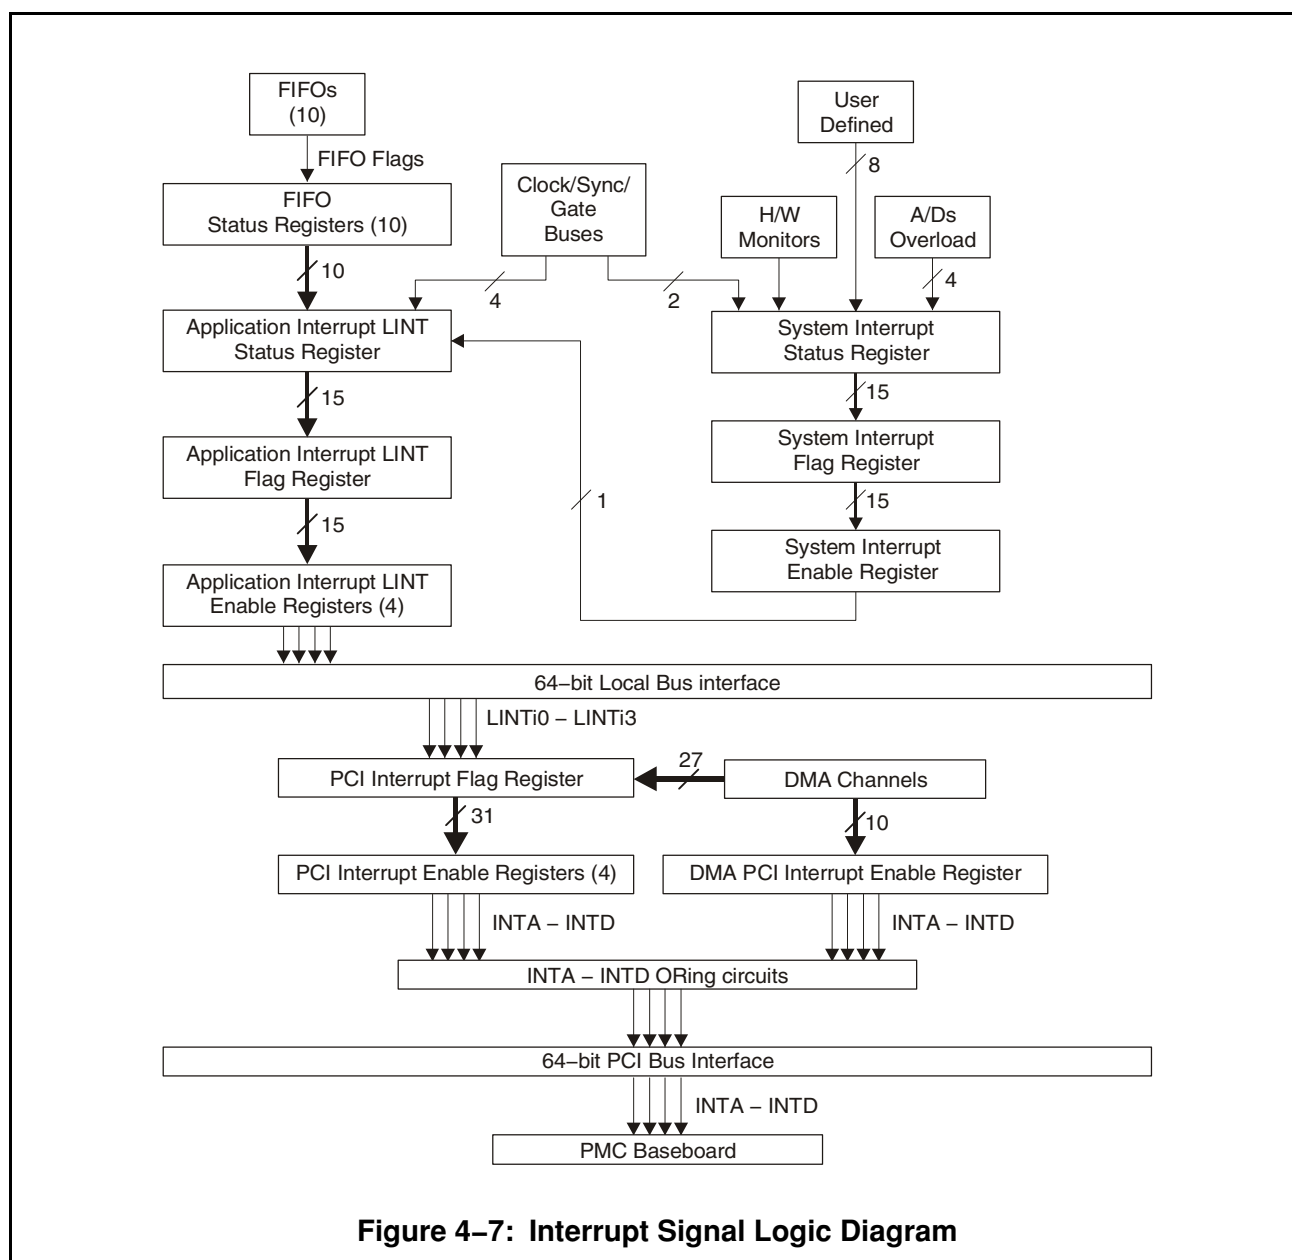 FIFOs
(10)
FIFO Flags
FIFO
Status Registers (10)
10
Clock/Sync/
Gate
Buses
4
2
User
Defined
8
H/W
Monitors
A/Ds
Overload
4
Application Interrupt LINT
Status Register
15
Application Interrupt LINT
Flag Register
15
Application Interrupt LINT
Enable Registers (4)
System Interrupt
Status Register
15
System Interrupt
Flag Register
15
System Interrupt
Enable Register
1
64−bit Local Bus interface
LINTi0 − LINTi3
PCI Interrupt Flag Register
27
DMA Channels
31
10
PCI Interrupt Enable Registers (4)
DMA PCI Interrupt Enable Register
INTA − INTD
INTA − INTD
INTA − INTD ORing circuits
64−bit PCI Bus Interface
INTA − INTD
PMC Baseboard
Figure 4−7: Interrupt Signal Logic Diagram